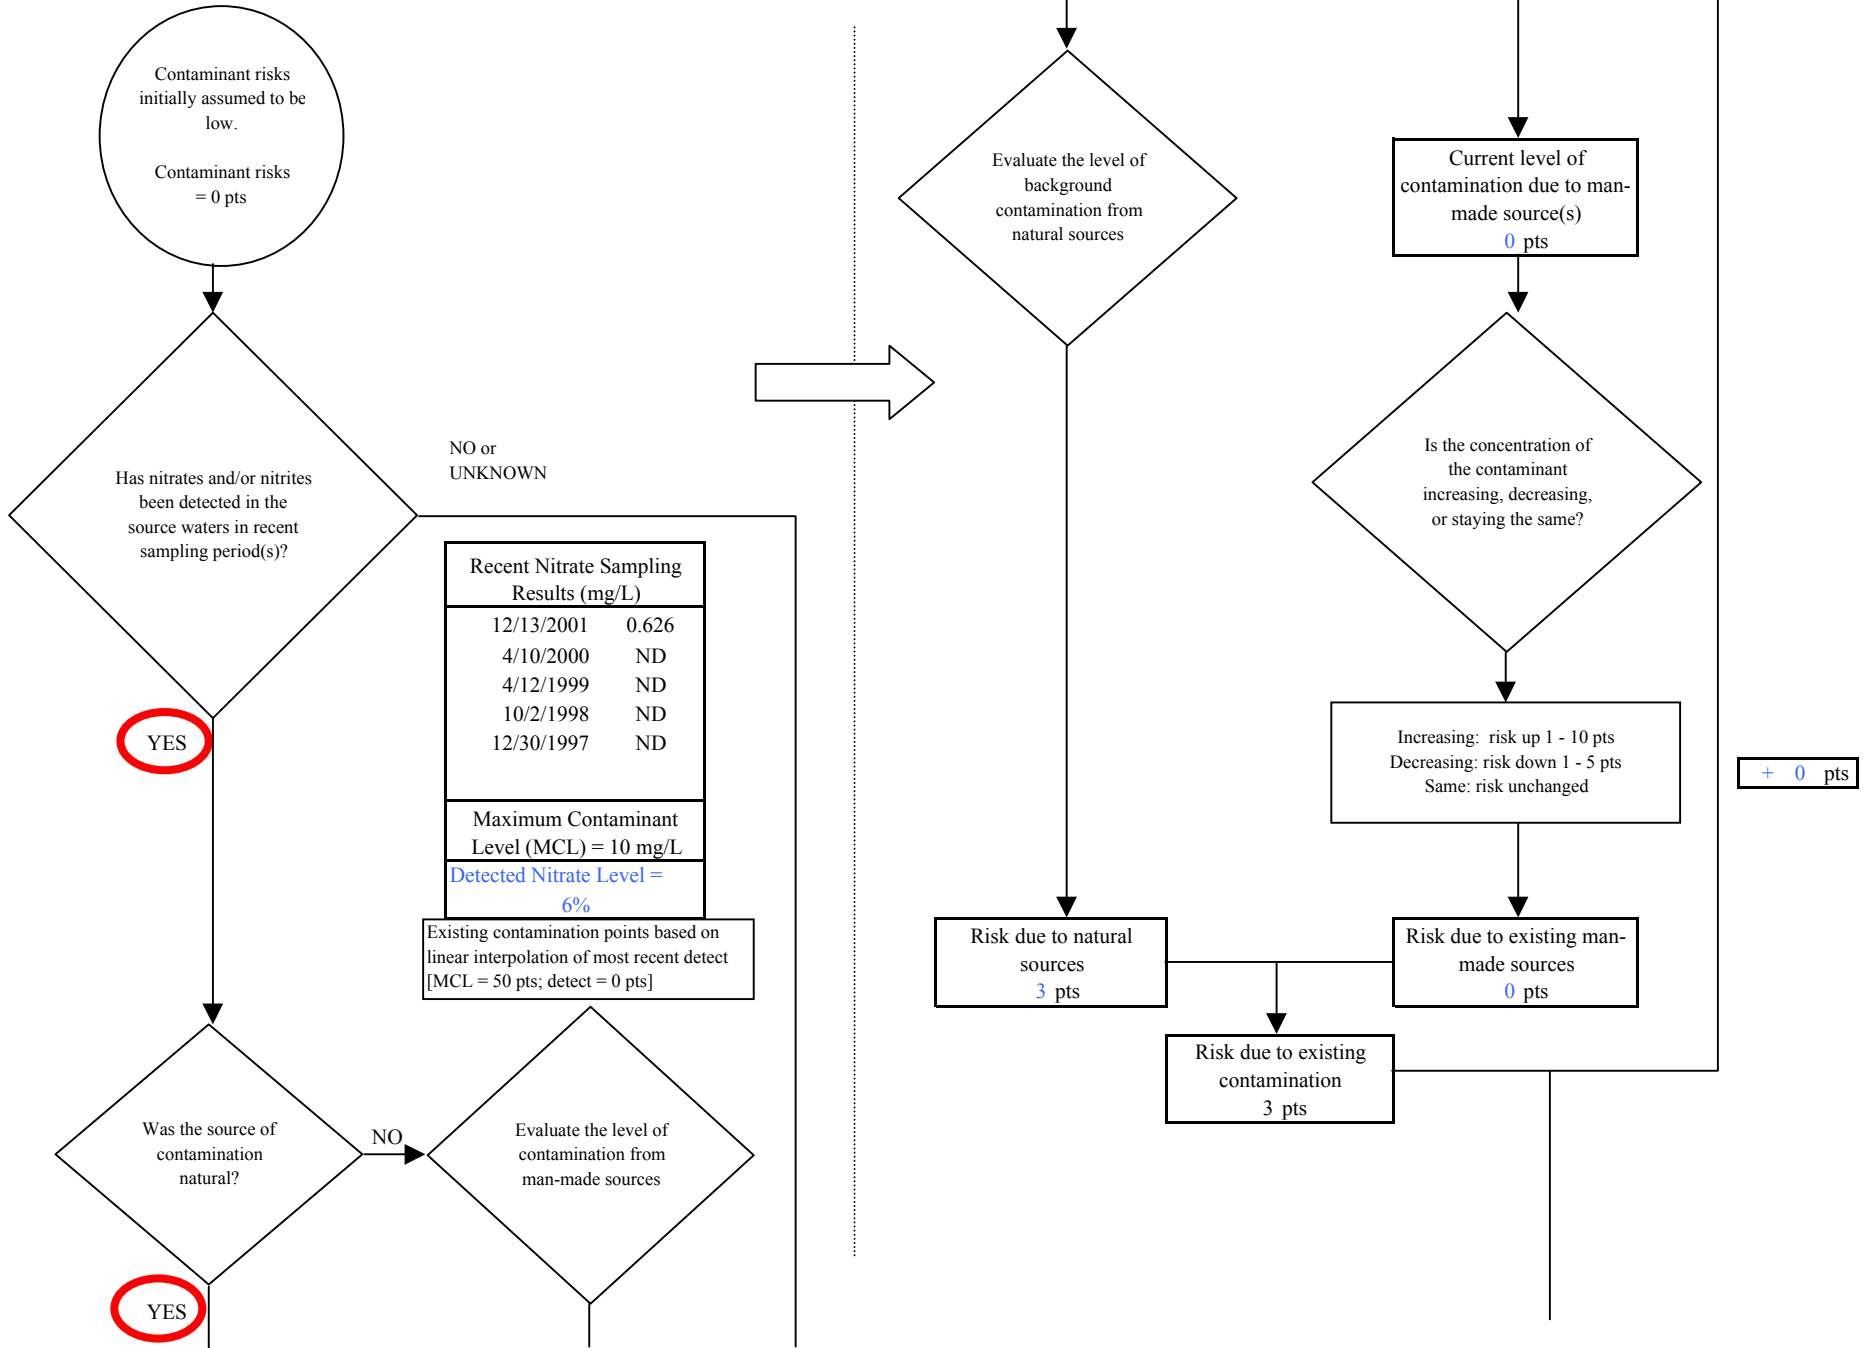 Contaminant risks
initially assumed to be
low.
Contaminant risks
= 0 pts
Has nitrates and/or nitrites
been detected in the
source waters in recent
sampling period(s)?
NO or
UNKNOWN
YES
Recent Nitrate Sampling
Results (mg/L)
12/13/2001 0.626
4/10/2000 ND
4/12/1999 ND
10/2/1998 ND
12/30/1997 ND
Maximum Contaminant
Level (MCL) = 10 mg/L
Detected Nitrate Level =
6%
Existing contamination points based on
linear interpolation of most recent detect
[MCL = 50 pts; detect = 0 pts]
Was the source of
contamination
natural?
NO
Evaluate the level of
contamination from
man-made sources
YES
Evaluate the level of
background
contamination from
natural sources
Current level of
contamination due to man-
made source(s)
0 pts
Is the concentration of
the contaminant
increasing, decreasing,
or staying the same?
Increasing: risk up 1 - 10 pts
Decreasing: risk down 1 - 5 pts
Same: risk unchanged
+ 0 pts
Risk due to natural
sources
3 pts
Risk due to existing man-
made sources
0 pts
Risk due to existing
contamination
3 pts